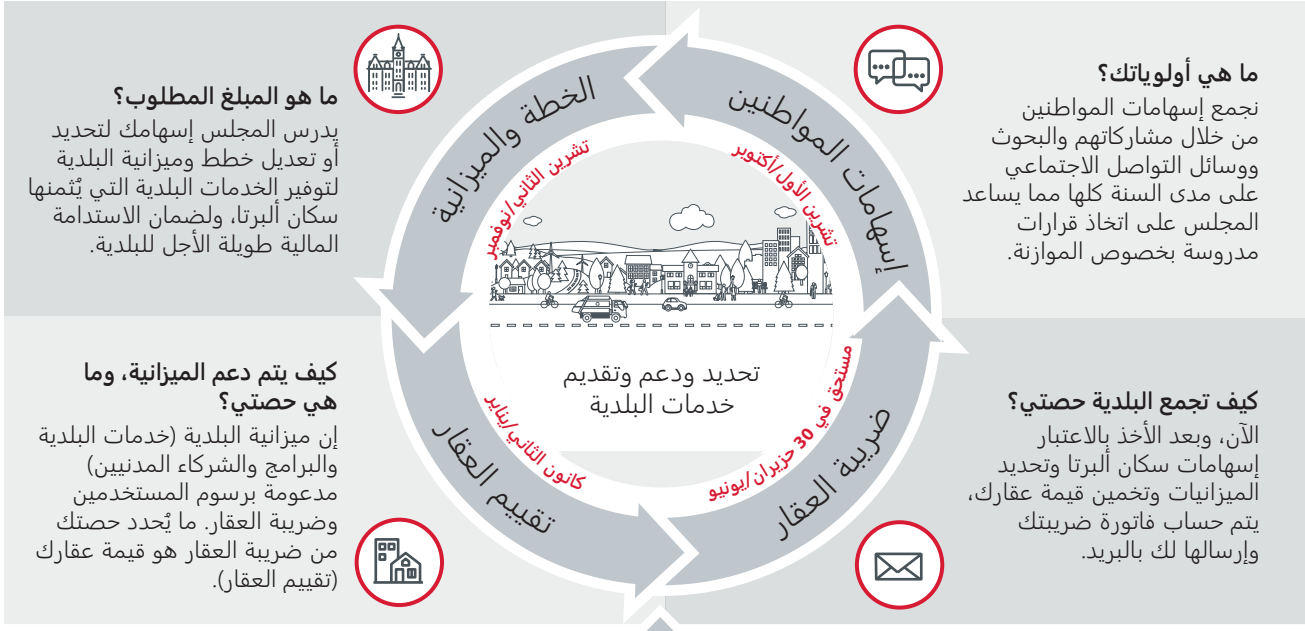 ما هي أولوياتك؟
نجمع إسهامات المواطنين
من خلال مشاركاتهم والبحوث
ووسائل التواصل الاجتماعي
على مدى السنة كلها مما يساعد
المجلس على اتخاذ قرارات
مدروسة بخصوص الموازنة.
إسهامات المواطنين
تشرين الأول/أكتوبر
الخطة والميزانية
تشرين الثاني/نوفمبر
ما هو المبلغ المطلوب؟
يدرس المجلس إسهامك لتحديد
أو تعديل خطط وميزانية البلدية
لتوفير الخدمات البلدية التي يُثمنها
سكان ألبرتا، ولضمان الاستدامة
المالية طويلة الأجل للبلدية.
تحديد ودعم وتقديم
خدمات البلدية
كيف تجمع البلدية حصتي؟
الآن، وبعد الأخذ بالاعتبار
إسهامات سكان ألبرتا وتحديد
الميزانيات وتخمين قيمة عقارك،
يتم حساب فاتورة ضريبتك
وإرسالها لك بالبريد.
ضريبة العقار
مستحق في 30 حزيران/يونيو
تقييم العقار
كانون الثاني/يناير
كيف يتم دعم الميزانية، وما
هي حصتي؟
إن ميزانية البلدية (خدمات البلدية
والبرامج والشركاء المدنيين)
مدعومة برسوم المستخدمين
وضريبة العقار. ما يُحدد حصتك
من ضريبة العقار هو قيمة عقارك
(تقييم العقار).